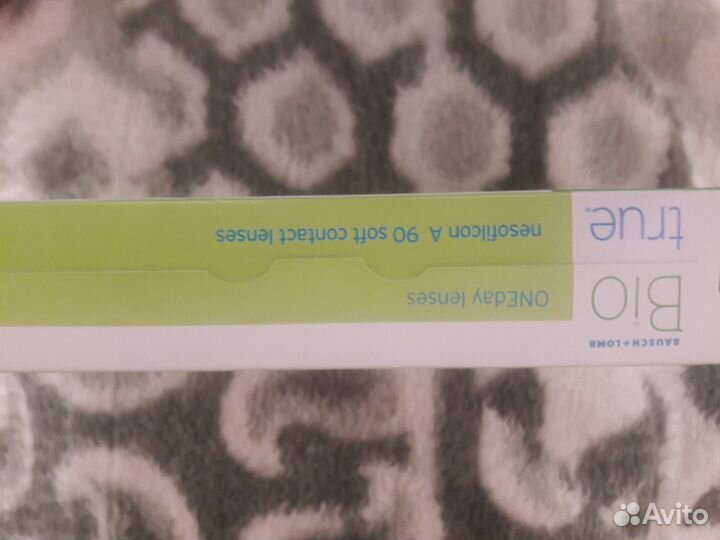 BAUSCH+LOMB
Bio
true.
ONEday lenses
nesofilcon A 90 soft contact lenses
Avito